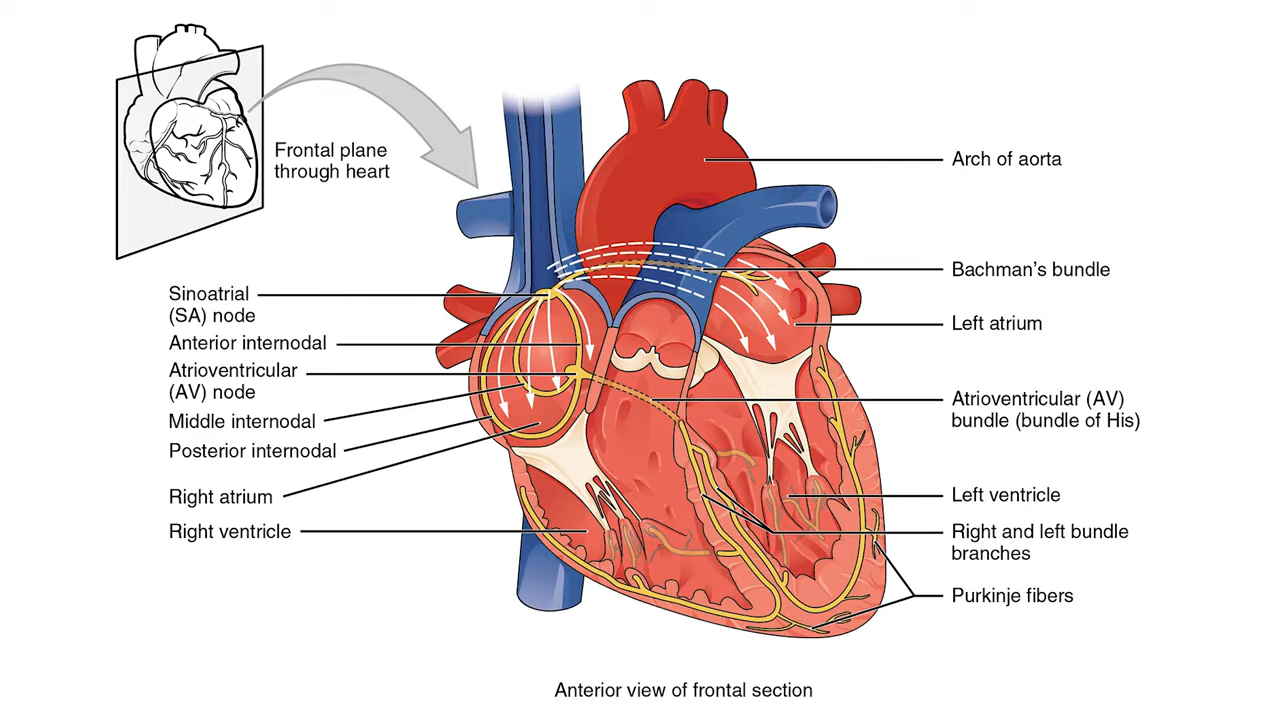 Frontal plane
through heart
Sinoatrial
(SA) node
Anterior internodal
Atrioventricular
(AV) node
Middle internodal
Posterior internodal
Right atrium
Right ventricle
Arch of aorta
Bachman's bundle
Left atrium
Atrioventricular (AV)
bundle (bundle of His)
Left ventricle
Right and left bundle
branches
Purkinje fibers
Anterior view of frontal section